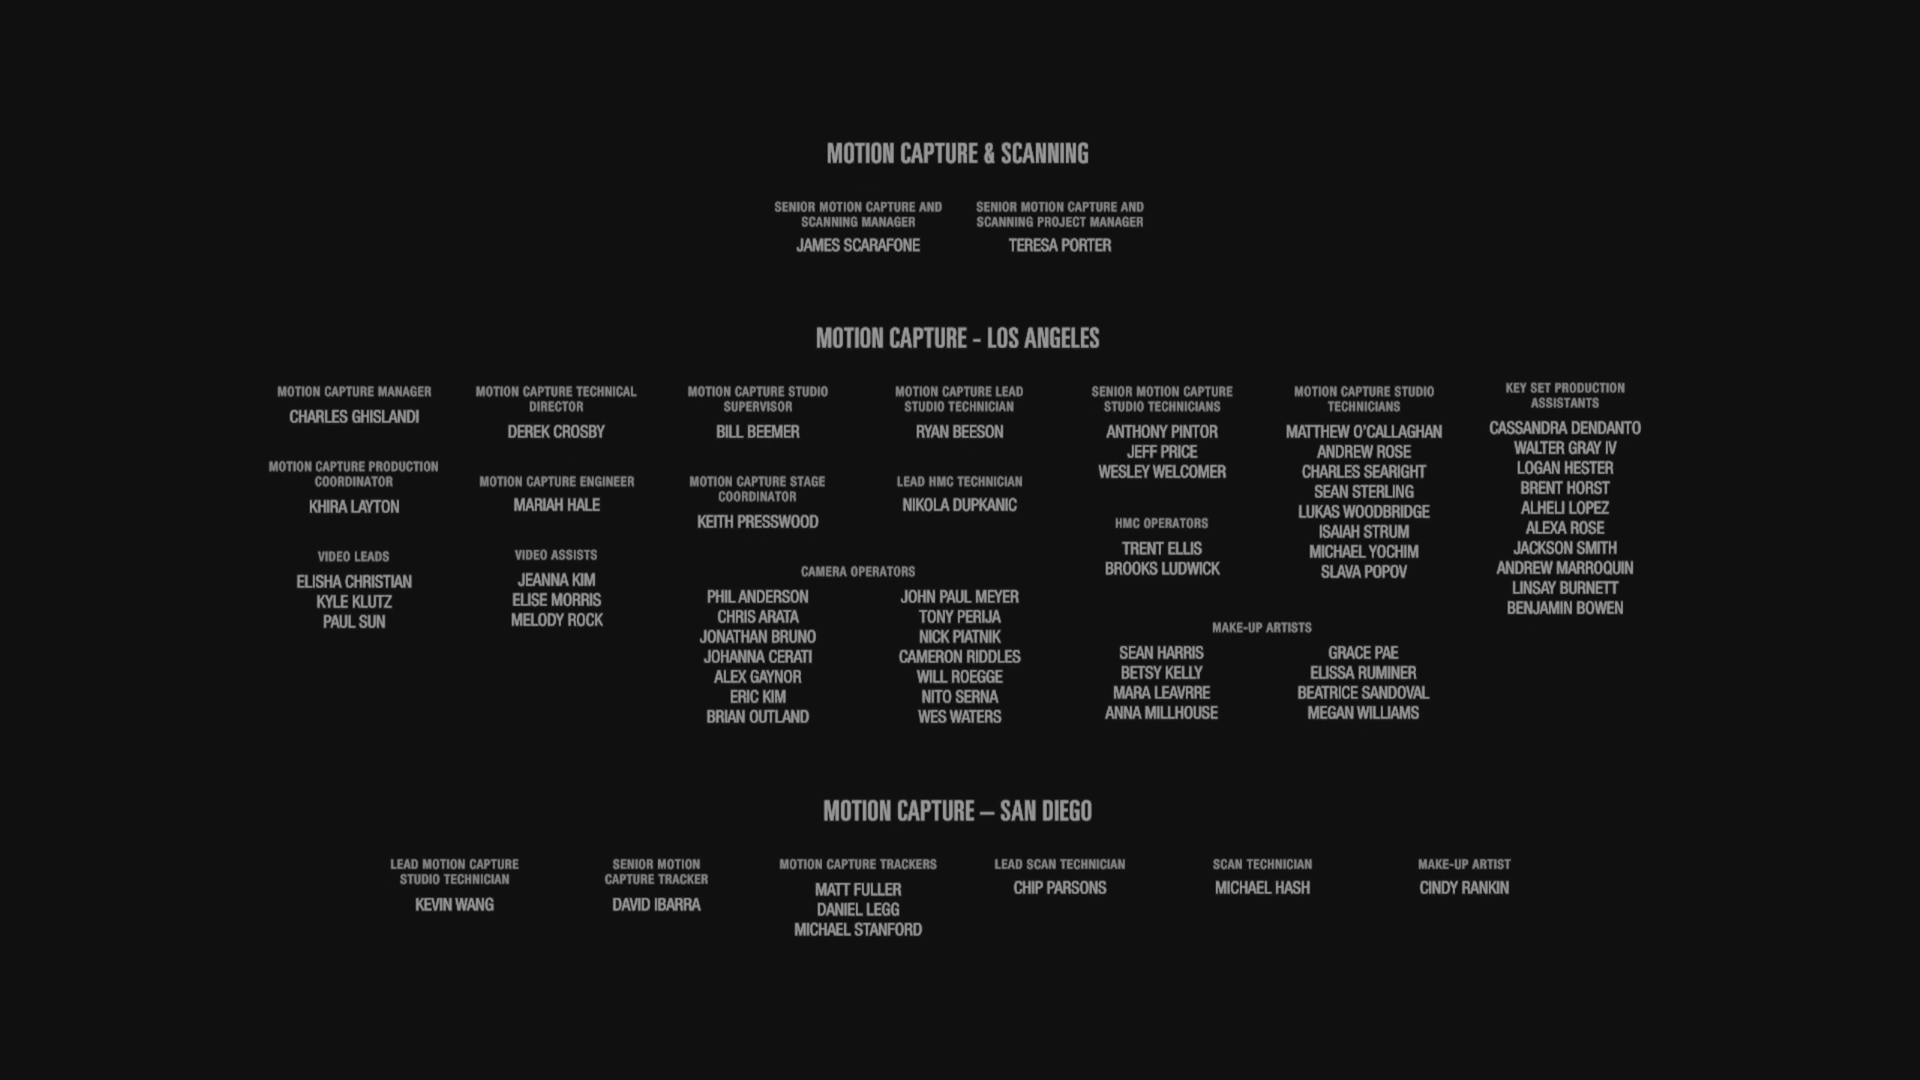 MOTION CAPTURE & SCANNING
SENIOR MOTION CAPTURE AND
SCANNING MANAGER
JAMES SCARAFONE
SENIOR MOTION CAPTURE AND
SCANNING PROJECT MANAGER
TERESA PORTER
MOTION CAPTURE - LOS ANGELES
MOTION CAPTURE MANAGER
CHARLES GHISLANDI
MOTION CAPTURE PRODUCTION
COORDINATOR
KHIRA LAYTON
VIDEO LEADS
ELISHA CHRISTIAN
KYLE KLUTZ
PAUL SUN
MOTION CAPTURE TECHNICAL
DIRECTOR
DEREK CROSBY
MOTION CAPTURE ENGINEER
MARIAH HALE
VIDEO ASSISTS
JEANNA KIM
ELISE MORRIS
MELODY ROCK
MOTION CAPTURE STUDIO
SUPERVISOR
BILL BEEMER
MOTION CAPTURE STAGE
COORDINATOR
KEITH PRESSWOOD
MOTION CAPTURE LEAD
STUDIO TECHNICIAN
RYAN BEESON
LEAD HMC TECHNICIAN
NIKOLA DUPKANIC
CAMERA OPERATORS
PHIL ANDERSON
CHRIS ARATA
JONATHAN BRUNO
JOHANNA CERATI
ALEX GAYNOR
ERIC KIM
BRIAN OUTLAND
JOHN PAUL MEYER
TONY PERIJA
NICK PIATNIK
CAMERON RIDDLES
WILL ROEGGE
NITO SERNA
WES WATERS
SENIOR MOTION CAPTURE
STUDIO TECHNICIANS
ANTHONY PINTOR
JEFF PRICE
WESLEY WELCOMER
HMC OPERATORS
TRENT ELLIS
BROOKS LUDWICK
MOTION CAPTURE STUDIO
TECHNICIANS
MATTHEW O'CALLAGHAN
ANDREW ROSE
CHARLES SEARIGHT
SEAN STERLING
LUKAS WOODBRIDGE
ISAIAH STRUM
MICHAEL YOCHIM
SLAVA POPOV
MAKE-UP ARTISTS
SEAN HARRIS
BETSY KELLY
MARA LEAVRRE
ANNA MILLHOUSE
GRACE PAE
ELISSA RUMINER
BEATRICE SANDOVAL
MEGAN WILLIAMS
KEY SET PRODUCTION
ASSISTANTS
CASSANDRA DENDANTO
WALTER GRAY IV
LOGAN HESTER
BRENT HORST
ALHELI LOPEZ
ALEXA ROSE
JACKSON SMITH
ANDREW MARROQUIN
LINSAY BURNETT
BENJAMIN BOWEN
MOTION CAPTURE – SAN DIEGO
LEAD MOTION CAPTURE
STUDIO TECHNICIAN
KEVIN WANG
SENIOR MOTION
CAPTURE TRACKER
DAVID IBARRA
MOTION CAPTURE TRACKERS
MATT FULLER
DANIEL LEGG
MICHAEL STANFORD
LEAD SCAN TECHNICIAN
CHIP PARSONS
SCAN TECHNICIAN
MICHAEL HASH
MAKE-UP ARTIST
CINDY RANKIN